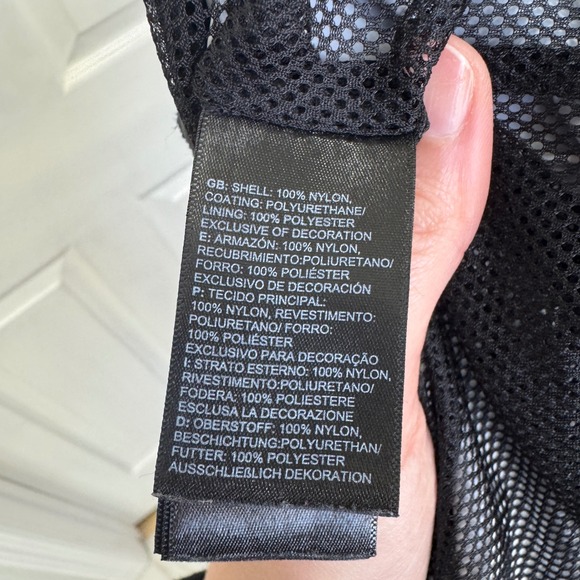 GB: SHELL: 100% NYLON,
COATING: POLYURETHANE/
LINING: 100% POLYESTER
EXCLUSIVE OF DECORATION
E: ARMAZÓN: 100% NYLON,
RECUBRIMIENTO:POLIURETANO/
FORRO: 100% POLIÉSTER
EXCLUSIVO DE DECORACIÓN
P: TECIDO PRINCIPAL:
100% NYLON, REVESTIMENTO:
POLIURETANO/ FORRO:
100% POLIÉSTER
EXCLUSIVO PARA DECORAÇÃO
I: STRATO ESTERNO: 100% NYLON,
RIVESTIMENTO:POLIURETANO/
FODERA: 100% POLIESTERE
ESCLUSA LA DECORAZIONE
D: OBERSTOFF: 100% NYLON,
BESCHICHTUNG:POLYURETHAN/
FUTTER: 100% POLYESTER
AUSSCHLIEßLICH DEKORATION